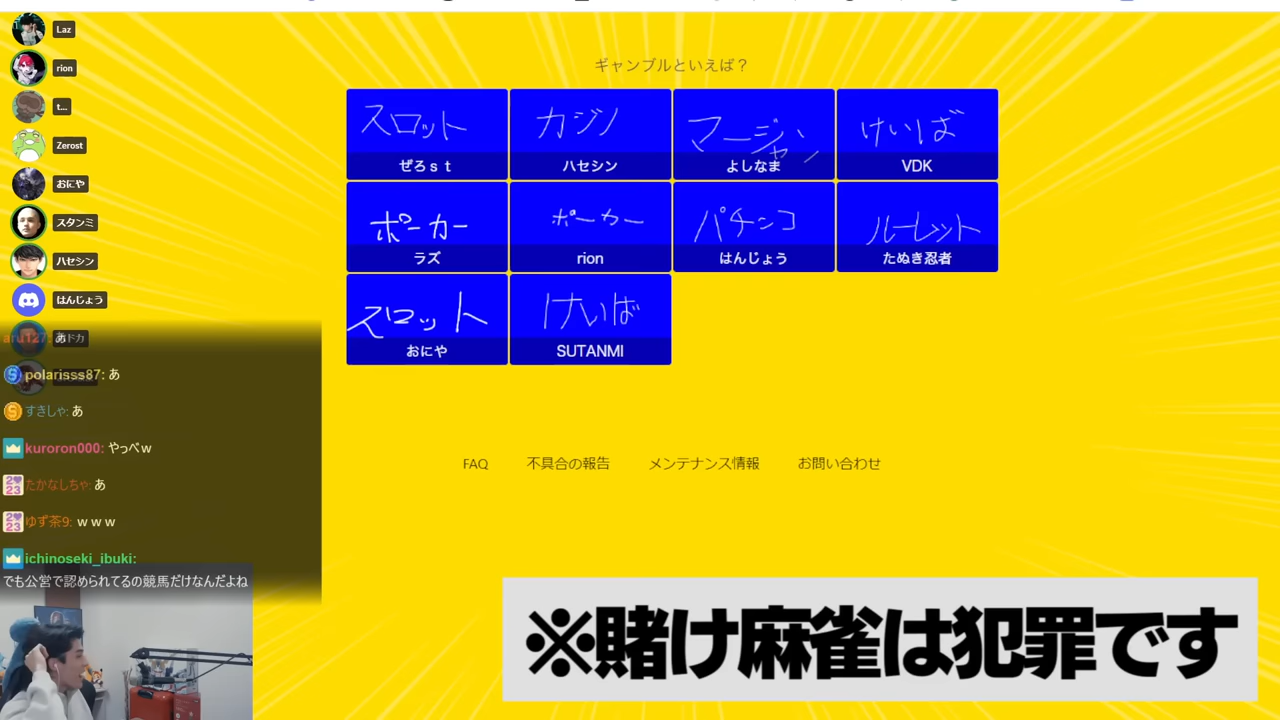 Laz
rion
t...
Zerost
おにや
スタンミ
ハセシン
はんじょう
ギャンブルといえば？
スロット
ぜろｓｔ
カジノ
ハセシン
マージャン
よしなま
けいば
VDK
ポーカー
ラズ
ポーカー
rion
パチンコ
はんじょう
ルーレット
たぬき忍者
スロット
おにや
けいば
SUTANMI
aru127: あ
polarisss87: あ
すきしゃ: あ
kuroron000: やっべｗ
たかなしちゃ: あ
ゆず茶9: ｗｗｗ
ichinoseki_ibuki:
でも公営で認められてるの競馬だけなんだよね
FAQ
不具合の報告
メンテナンス情報
お問い合わせ
※賭け麻雀は犯罪です